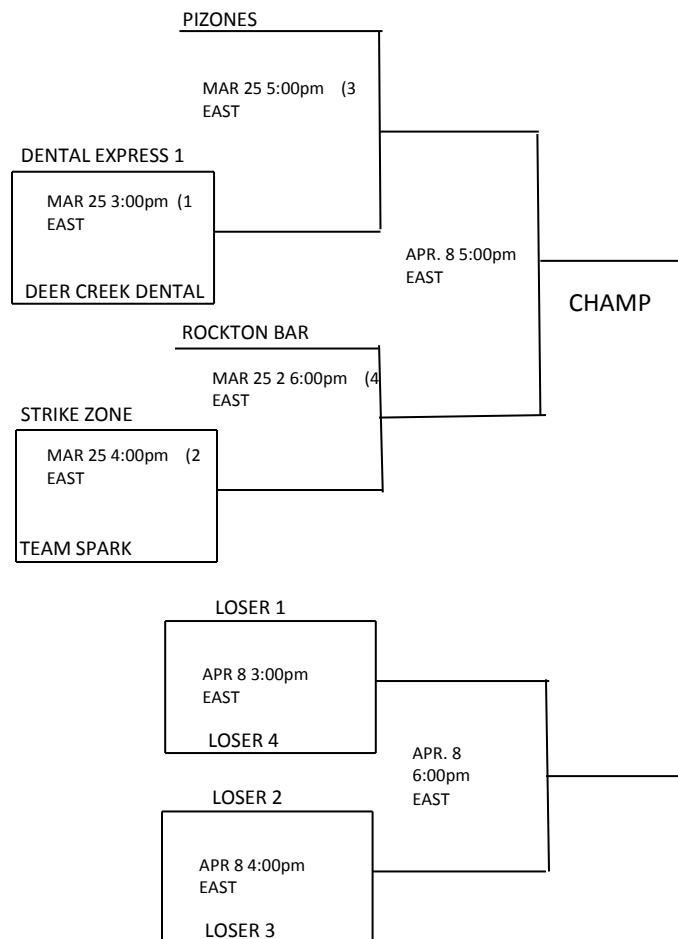 PIZONES
MAR 25 5:00pm (3
EAST
DENTAL EXPRESS 1
MAR 25 3:00pm (1
EAST
DEER CREEK DENTAL
APR. 8 5:00pm
EAST
CHAMP
ROCKTON BAR
MAR 25 2 6:00pm (4
EAST
STRIKE ZONE
MAR 25 4:00pm (2
EAST
TEAM SPARK
LOSER 1
APR 8 3:00pm
EAST
LOSER 4
APR. 8
6:00pm
EAST
LOSER 2
APR 8 4:00pm
EAST
LOSER 3